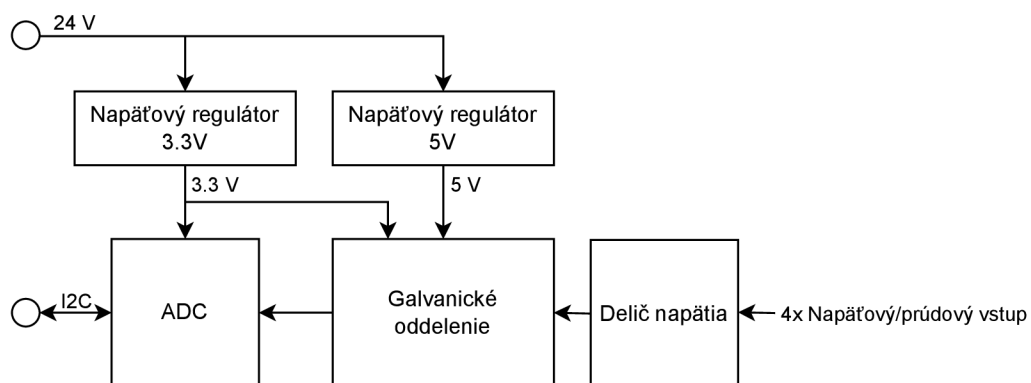 24 V
Napäťový regulátor
3.3V
Napäťový regulátor
5V
3.3 V
5 V
I2C
ADC
Galvanické
oddelenie
Delič napätia
4x Napäťový/prúdový vstup